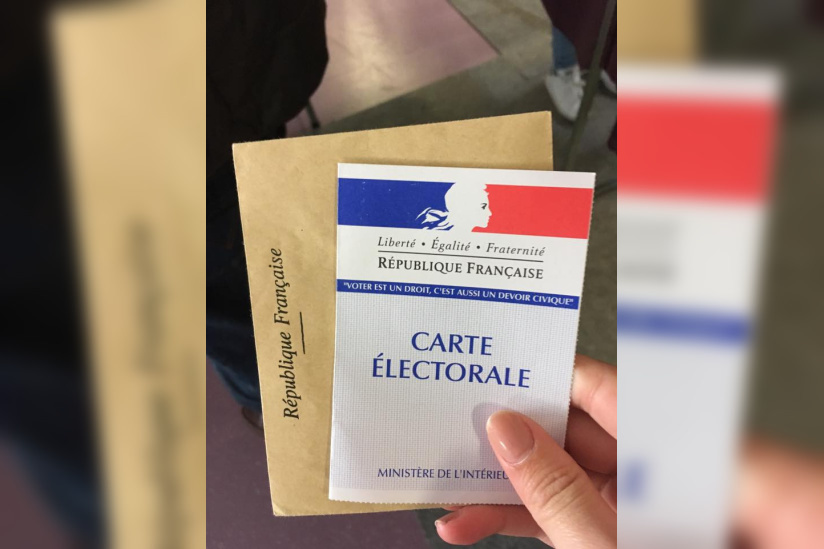 République Française
Liberté • Égalité • Fraternité
RÉPUBLIQUE FRANÇAISE
"VOTER EST UN DROIT, C'EST AUSSI UN DEVOIR CIVIQUE"
CARTE
ÉLECTORALE
MINISTÈRE DE L'INTÉRIEU